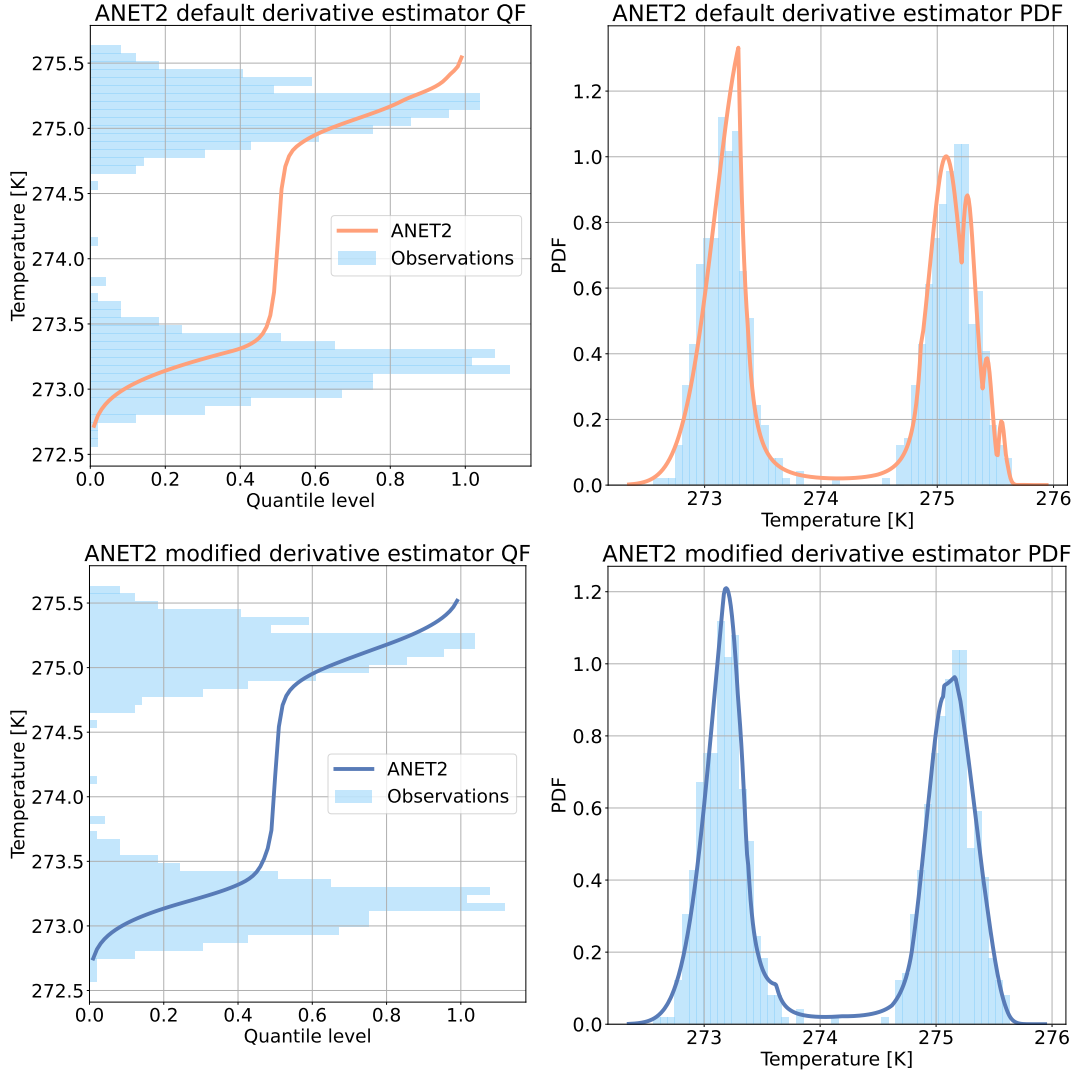 ANET2 default derivative estimator QF
275.5
275.0
274.5
274.0
273.5
273.0
272.5
Temperature [K]
ANET2
Observations
0.0 0.2 0.4 0.6 0.8 1.0
Quantile level
ANET2 default derivative estimator PDF
1.2
1.0
0.8
0.6
0.4
0.2
0.0
PDF
273 274 275 276
Temperature [K]
ANET2 modified derivative estimator QF
275.5
275.0
274.5
274.0
273.5
273.0
272.5
Temperature [K]
ANET2
Observations
0.0 0.2 0.4 0.6 0.8 1.0
Quantile level
ANET2 modified derivative estimator PDF
1.2
1.0
0.8
0.6
0.4
0.2
0.0
PDF
273 274 275 276
Temperature [K]